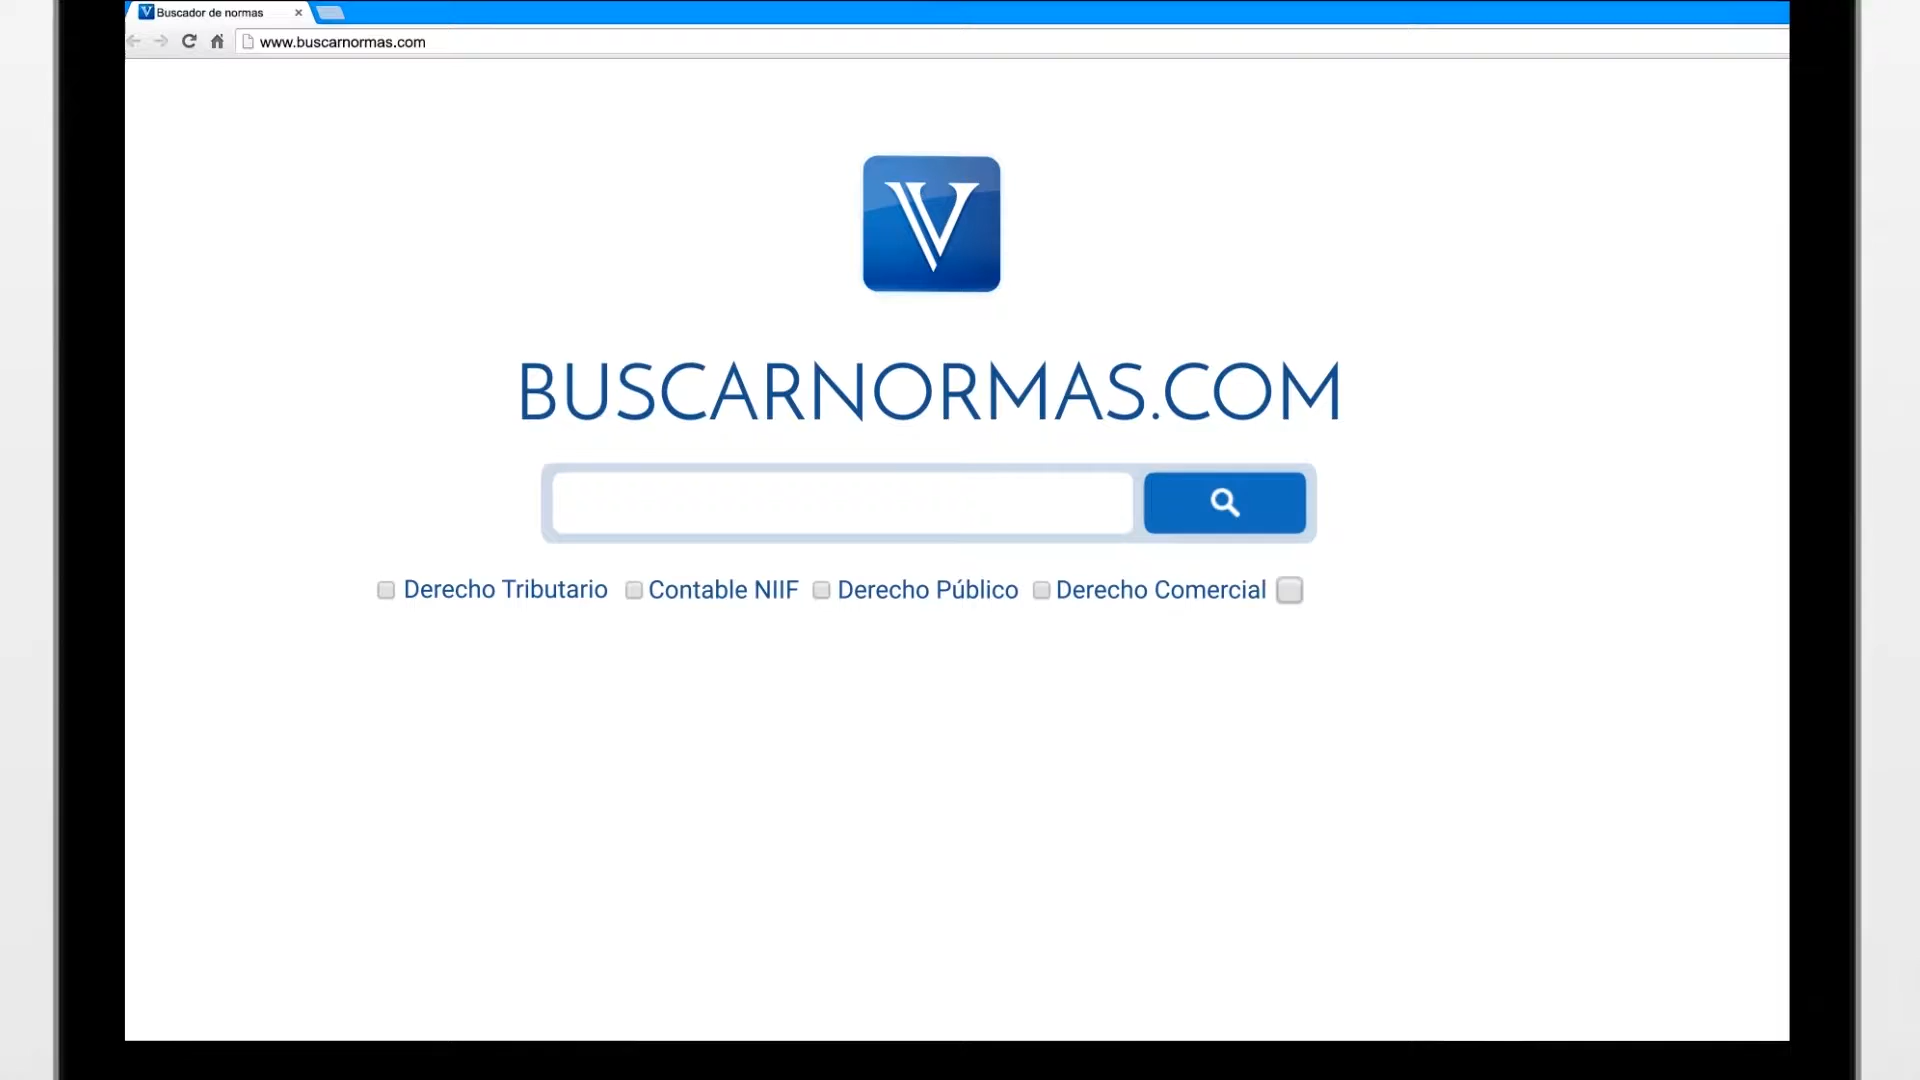 Buscador de normas
www.buscarnormas.com
V
BUSCARNORMAS.COM
Derecho Tributario Contable NIIF Derecho Público Derecho Comercial